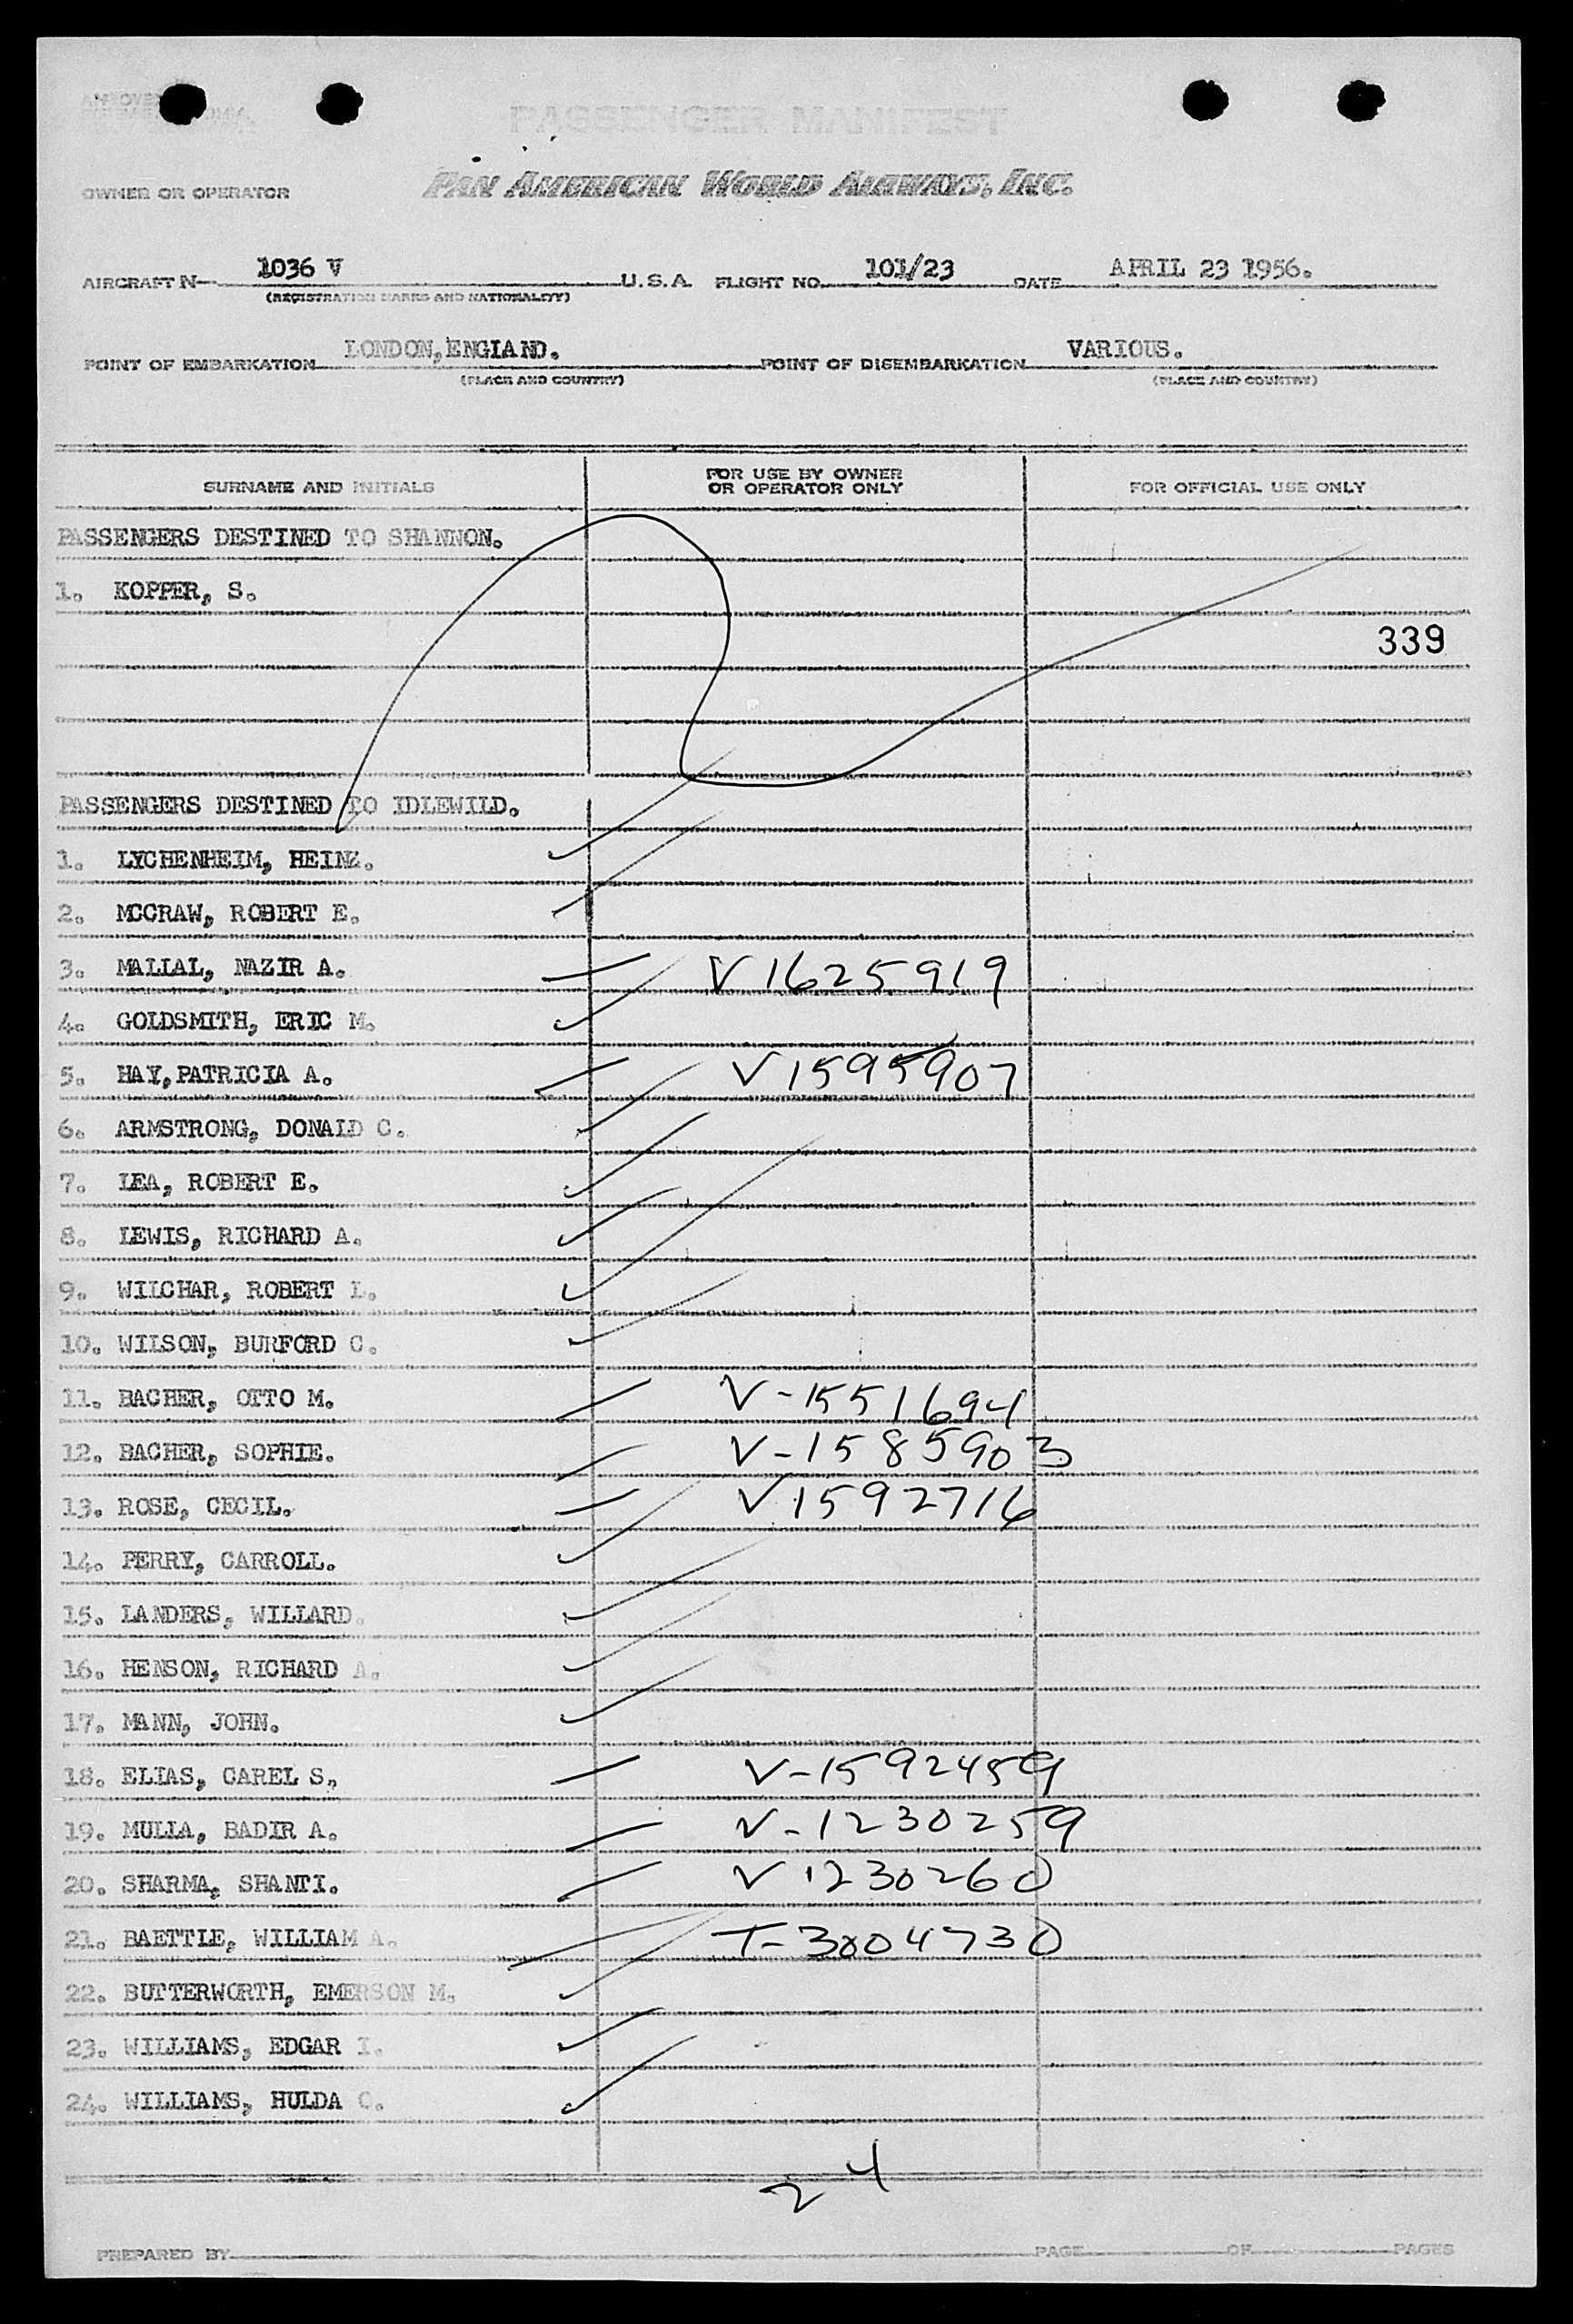 PASSENGER MANIFEST
OWNER OR OPERATOR PAN AMERICAN WORLD AIRWAYS, INC.
AIRCRAFT N- 1036 V U.S.A. FLIGHT NO. 101/23 DATE APRIL 23 1956.
(REGISTRATION MARKS AND NATIONALITY)
POINT OF EMBARKATION LONDON, ENGLAND. POINT OF DISEMBARKATION VARIOUS.
(PLACE AND COUNTRY) (PLACE AND COUNTRY)
SURNAME AND INITIALS FOR USE BY OWNER OR OPERATOR ONLY FOR OFFICIAL USE ONLY
PASSENGERS DESTINED TO SHANNON.
1. KOPPER, S.
339
PASSENGERS DESTINED TO IDLEWILD.
1. LYCHENHEIM, HEINZ.
2. MCCRAW, ROBERT E.
3. MALLAL, NAZIR A. V 1625919
4. GOLDSMITH, ERIC M.
5. HAY, PATRICIA A. V 1595907
6. ARMSTRONG, DONALD C.
7. LEA, ROBERT E.
8. LEWIS, RICHARD A.
9. WILCHAR, ROBERT L.
10. WILSON, BURFORD C.
11. BACHER, OTTO M. V-1551694
12. BACHER, SOPHIE. V-1585903
13. ROSE, CECIL. V 1592716
14. PERRY, CARROLL.
15. LANDERS, WILLARD.
16. HENSON, RICHARD A.
17. MANN, JOHN.
18. ELIAS, CAREL S. V-1592459
19. MULLA, BADIR A. V-1230259
20. SHARMA, SHANTI. V 1230260
21. BAETTIE, WILLIAM A. T-3804730
22. BUTTERWORTH, EMERSON M.
23. WILLIAMS, EDGAR I.
24. WILLIAMS, HULDA C.
24
PREPARED BY PAGE OF PAGES